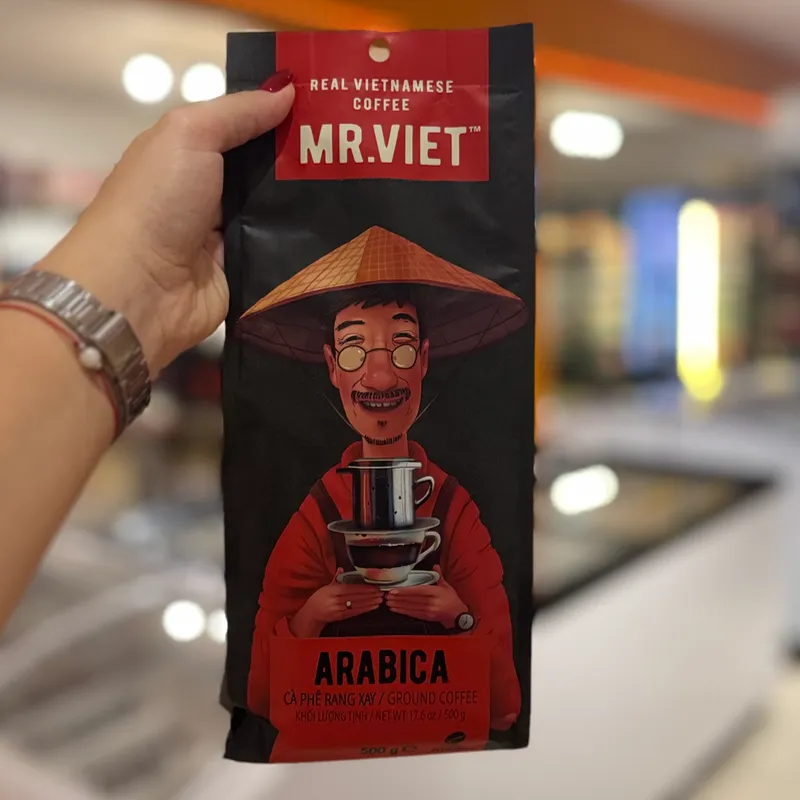 REAL VIETNAMESE
COFFEE
MR.VIET™
ARABICA
CÀ PHÊ RANG XAY / GROUND COFFEE
KHỐI LƯỢNG TỊNH / NET WT 17.6 oz / 500 g
500 g